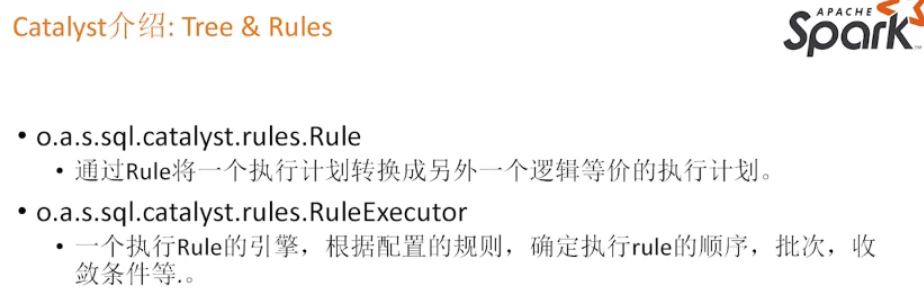 Catalyst介绍: Tree & Rules
APACHE
Spark
• o.a.s.sql.catalyst.rules.Rule
• 通过Rule将一个执行计划转换成另外一个逻辑等价的执行计划。
• o.a.s.sql.catalyst.rules.RuleExecutor
• 一个执行Rule的引擎，根据配置的规则，确定执行rule的顺序，批次，收
敛条件等.。